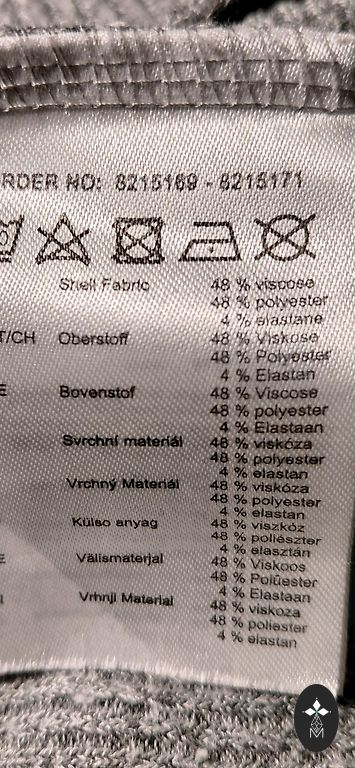 RDER NO: 8215169 - 8215171
Shell Fabric 48 % viscose
48 % polyester
4 % elastane
T/CH Oberstoff 48 % Viskose
48 % Polyester
4 % Elastan
E Bovenstof 48 % Viscose
48 % polyester
4 % Elastaan
Svrchní materiál 48 % viskóza
48 % polyester
4 % elastan
Vrchný Materiál 48 % viskóza
48 % polyester
4 % elastan
Külso anyag 48 % viszkóz
48 % poliészter
4 % elasztán
E Välismaterjal 48 % Viskoos
48 % Polüester
4 % Elastaan
I Vrhnji Material 48 % viskoza
48 % poliester
4 % elastan
M